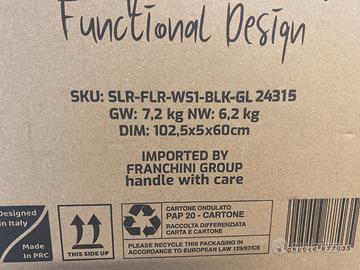 Functional Design
SKU: SLR-FLR-WS1-BLK-GL 24315
GW: 7,2 kg NW: 6,2 kg
DIM: 102,5x5x60cm
IMPORTED BY
FRANCHINI GROUP
handle with care
Designed
in Italy
Made
In PRC
THIS SIDE UP
CARTONE ONDULATO
PAP 20 - CARTONE
RACCOLTA DIFFERENZIATA
CARTA E CARTONE
PLEASE RECYCLE THIS PACKAGING IN
ACCORDANCE TO EUROPEAN LAW 129/97/CE